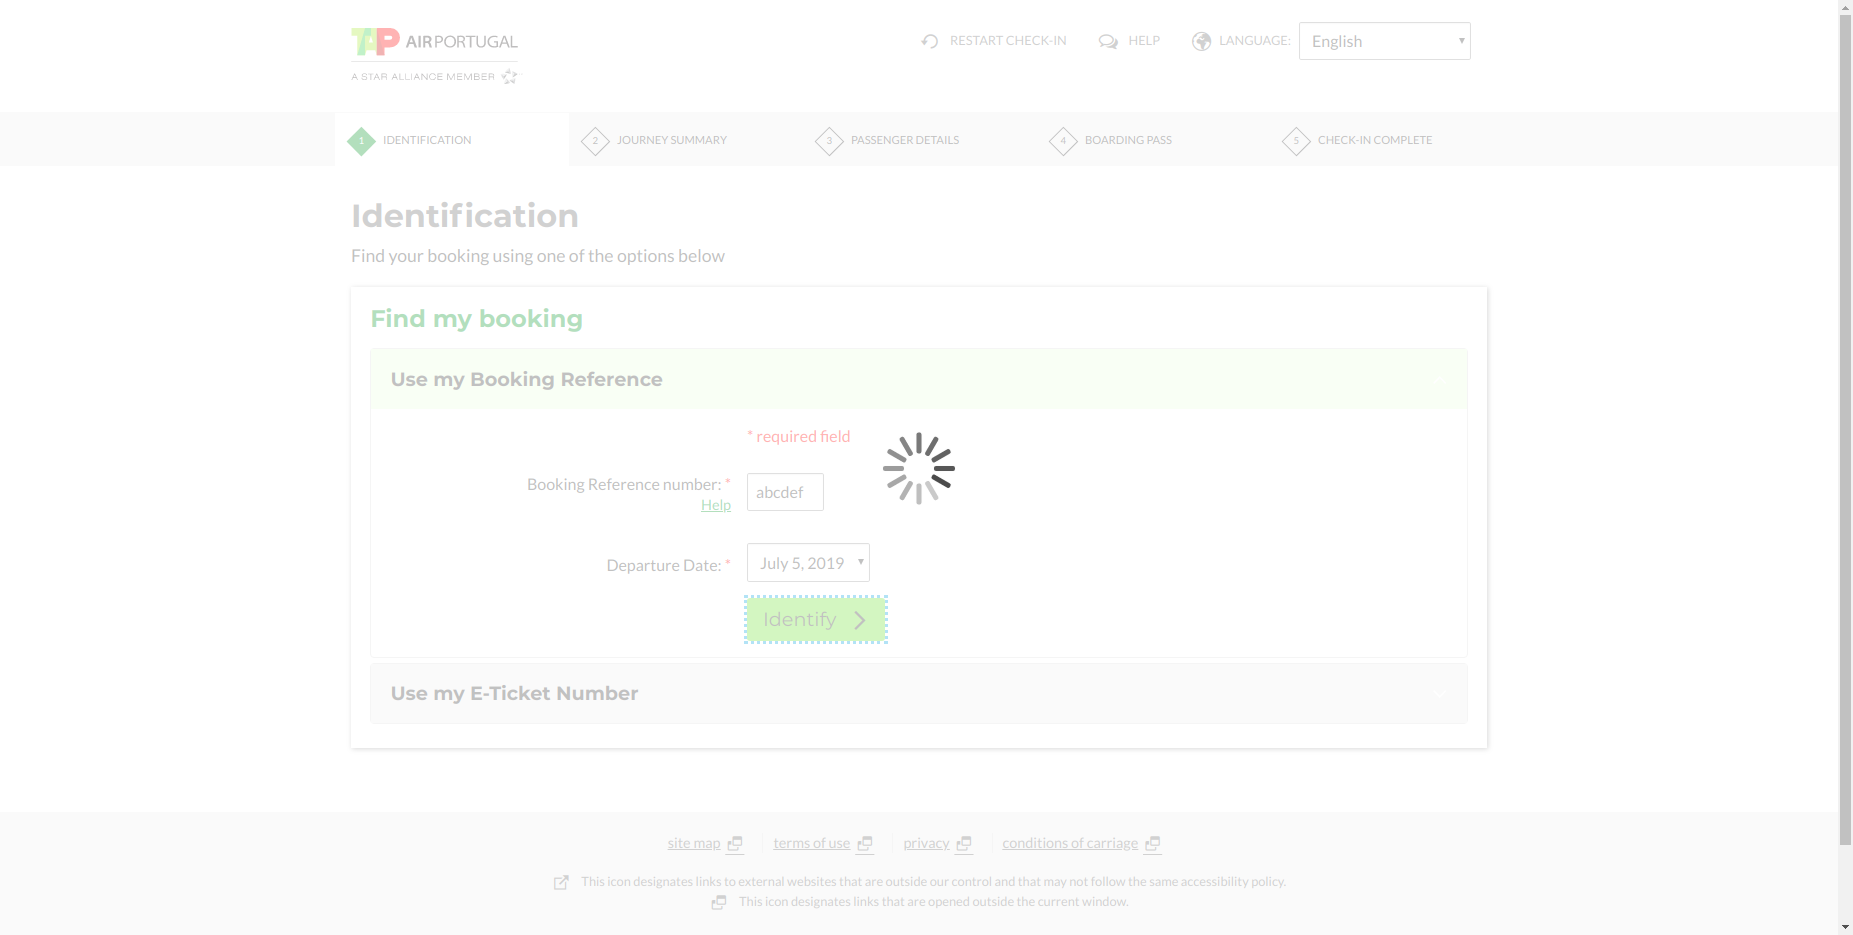 TAP AIRPORTUGAL
A STAR ALLIANCE MEMBER
RESTART CHECK-IN HELP LANGUAGE: English
1 IDENTIFICATION 2 JOURNEY SUMMARY 3 PASSENGER DETAILS 4 BOARDING PASS 5 CHECK-IN COMPLETE
Identification
Find your booking using one of the options below
Find my booking
Use my Booking Reference
* required field
Booking Reference number: * abcdef
Help
Departure Date: * July 5, 2019
Identify
Use my E-Ticket Number
site map terms of use privacy conditions of carriage
This icon designates links to external websites that are outside our control and that may not follow the same accessibility policy.
This icon designates links that are opened outside the current window.